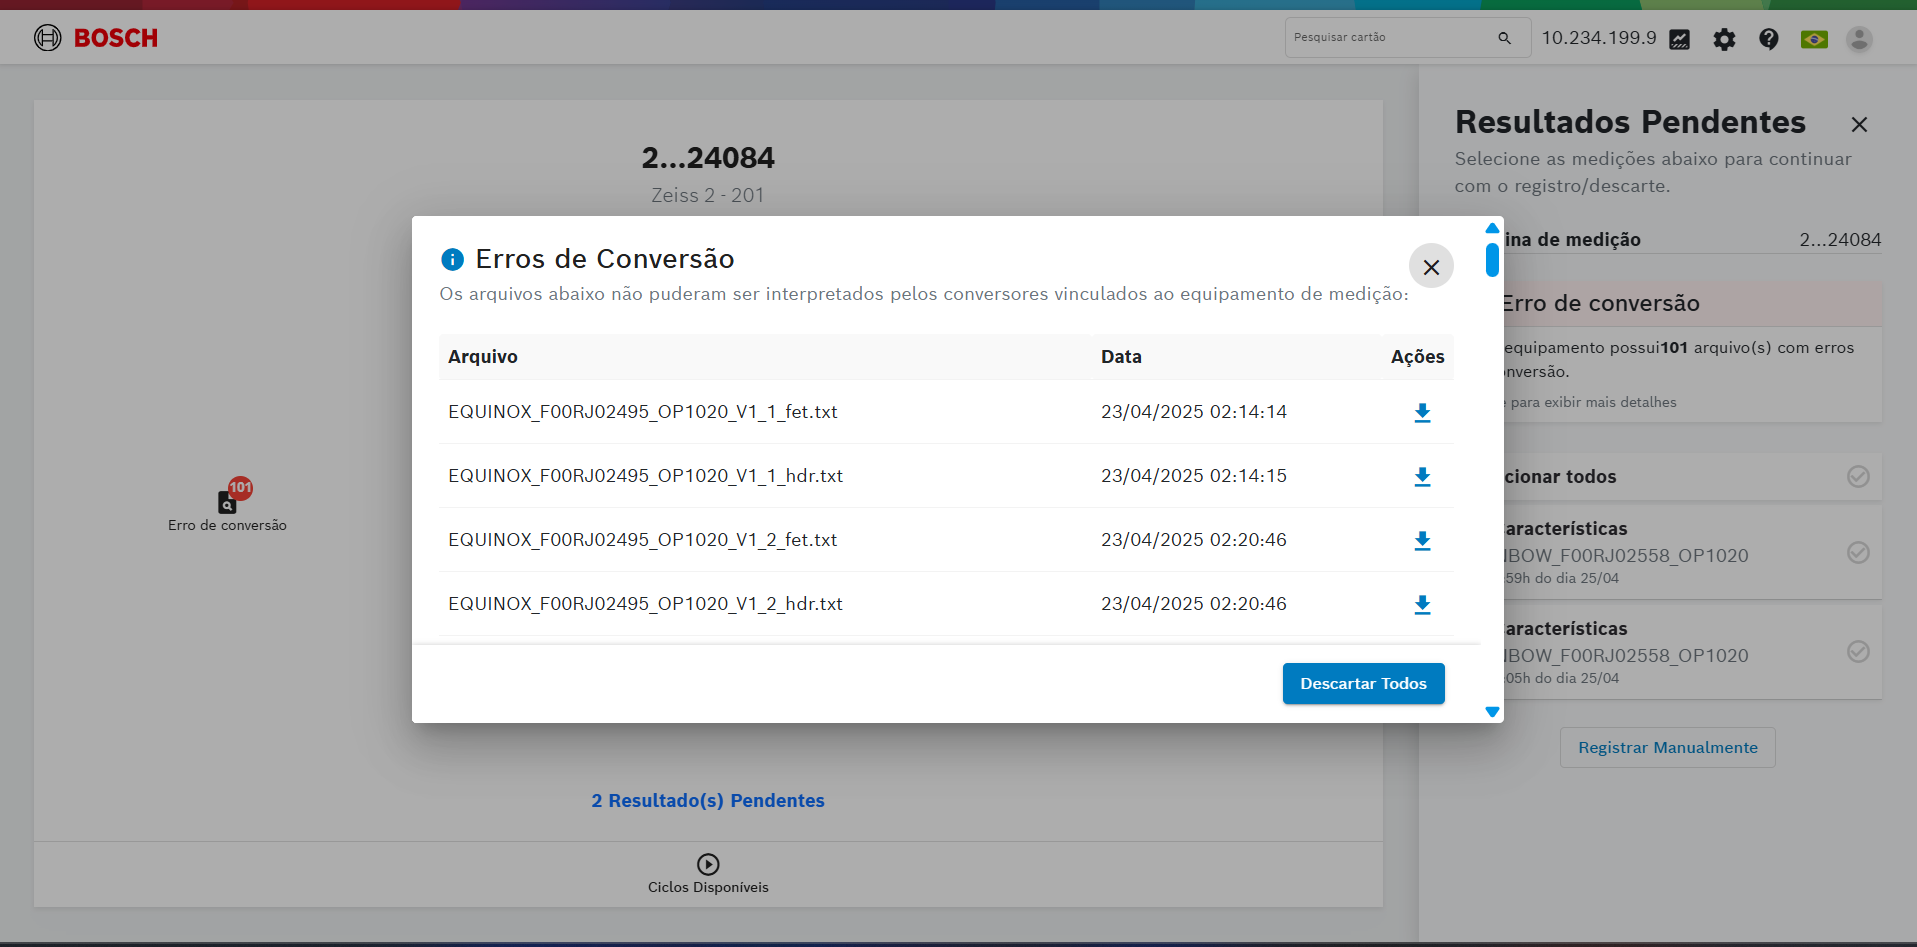 BOSCH
Pesquisar cartão
10.234.199.9
2...24084
Zeiss 2 - 201
101
Erro de conversão
2 Resultado(s) Pendentes
Ciclos Disponíveis
Erros de Conversão
Os arquivos abaixo não puderam ser interpretados pelos conversores vinculados ao equipamento de medição:
Arquivo Data Ações
EQUINOX_F00RJ02495_OP1020_V1_1_fet.txt 23/04/2025 02:14:14
EQUINOX_F00RJ02495_OP1020_V1_1_hdr.txt 23/04/2025 02:14:15
EQUINOX_F00RJ02495_OP1020_V1_2_fet.txt 23/04/2025 02:20:46
EQUINOX_F00RJ02495_OP1020_V1_2_hdr.txt 23/04/2025 02:20:46
Descartar Todos
Resultados Pendentes
Selecione as medições abaixo para continuar
com o registro/descarte.
ina de medição 2...24084
Erro de conversão
equipamento possui101 arquivo(s) com erros
nversão.
para exibir mais detalhes
cionar todos
aracterísticas
IBOW_F00RJ02558_OP1020
59h do dia 25/04
aracterísticas
IBOW_F00RJ02558_OP1020
:05h do dia 25/04
Registrar Manualmente